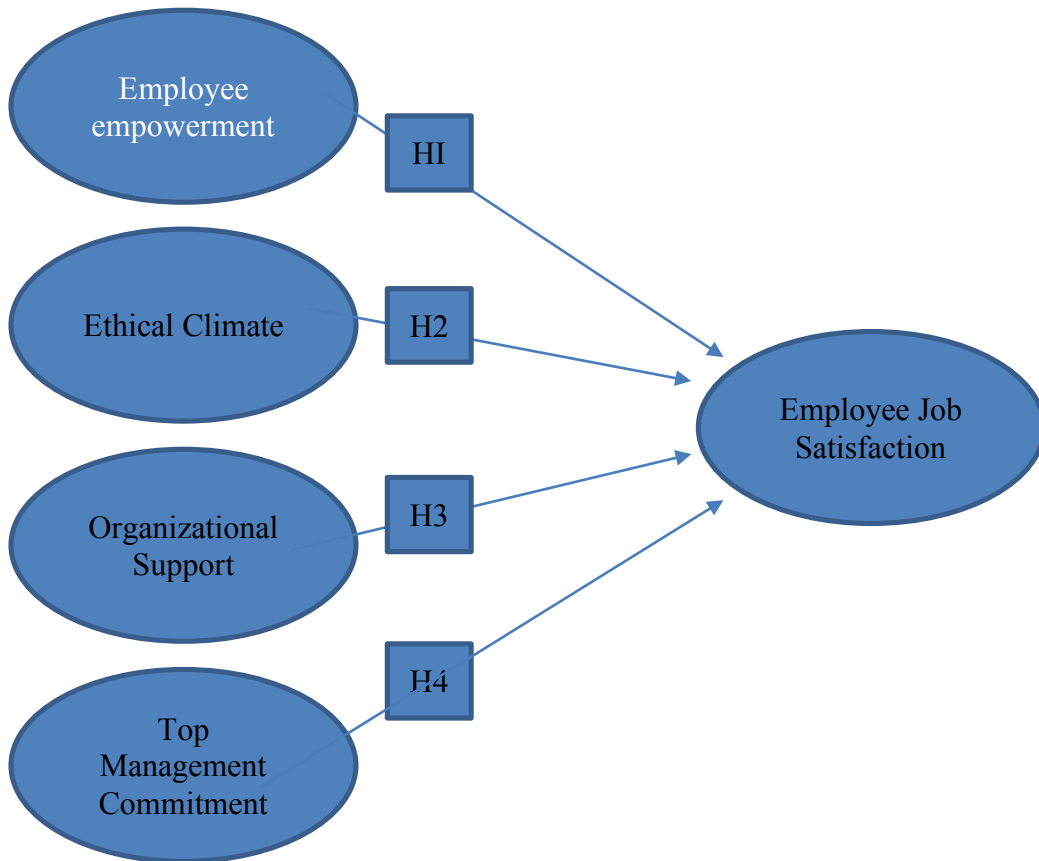 Employee
empowerment
HI
Ethical Climate
H2
Organizational
Support
H3
Top
Management
Commitment
H4
Employee Job
Satisfaction